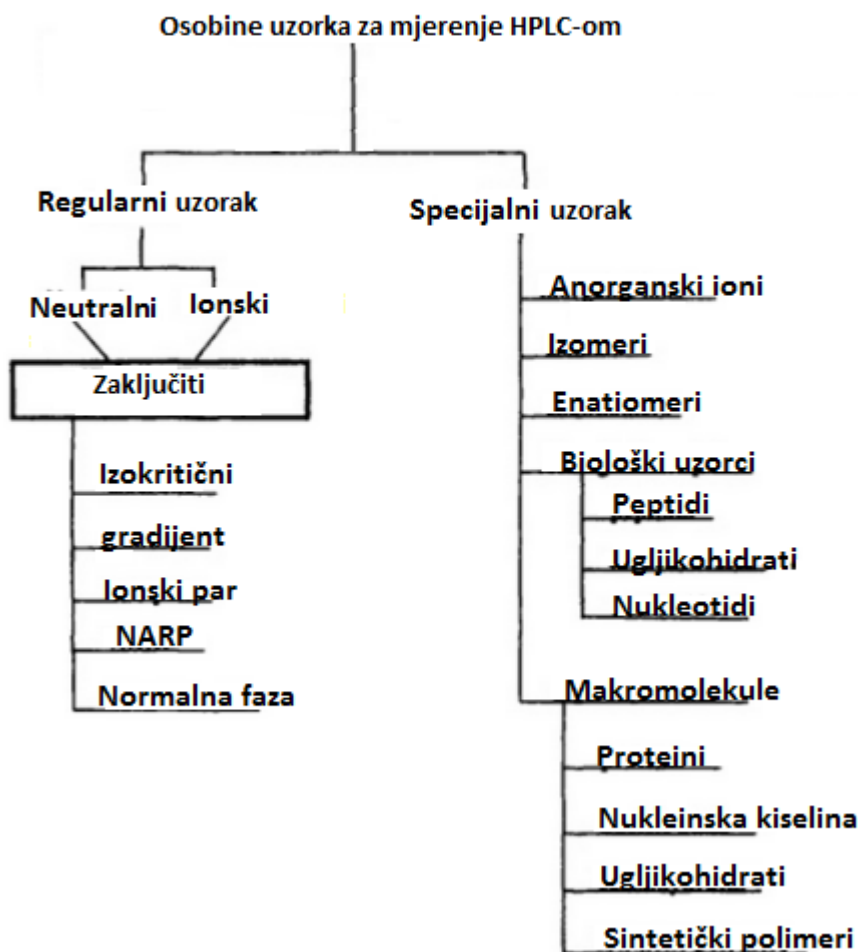 Osobine uzorka za mjerenje HPLC-om
Regularni uzorak
Neutralni
Ionski
Zaključiti
Izokritični
gradijent
Ionski par
NARP
Normalna faza
Specijalni uzorak
Anorganski ioni
Izomeri
Enatiomeri
Biološki uzorci
Peptidi
Ugljikohidrati
Nukleotidi
Makromolekule
Proteini
Nukleinska kiselina
Ugljikohidrati
Sintetički polimeri